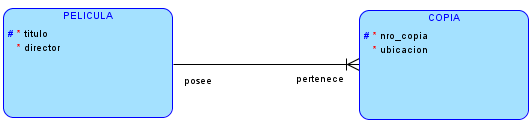 PELICULA
# * titulo
* director
posee
pertenece
COPIA
# * nro_copia
* ubicacion